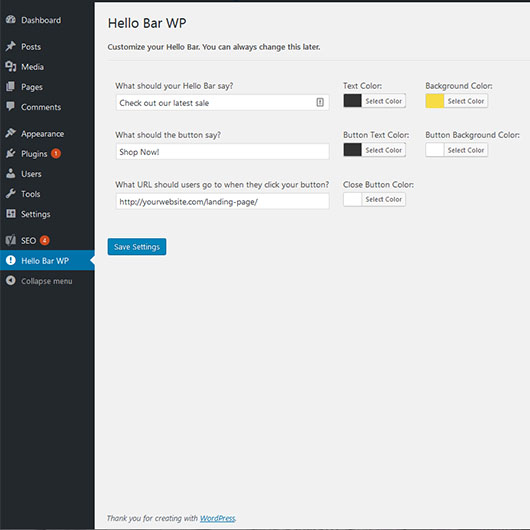 Dashboard
Posts
Media
Pages
Comments
Appearance
Plugins 1
Users
Tools
Settings
SEO 4
Hello Bar WP
Collapse menu
Hello Bar WP
Customize your Hello Bar. You can always change this later.
What should your Hello Bar say?
Check out our latest sale
Text Color:
Select Color
Background Color:
Select Color
What should the button say?
Shop Now!
Button Text Color:
Select Color
Button Background Color:
Select Color
What URL should users go to when they click your button?
http://yourwebsite.com/landing-page/
Close Button Color:
Select Color
Save Settings
Thank you for creating with WordPress.